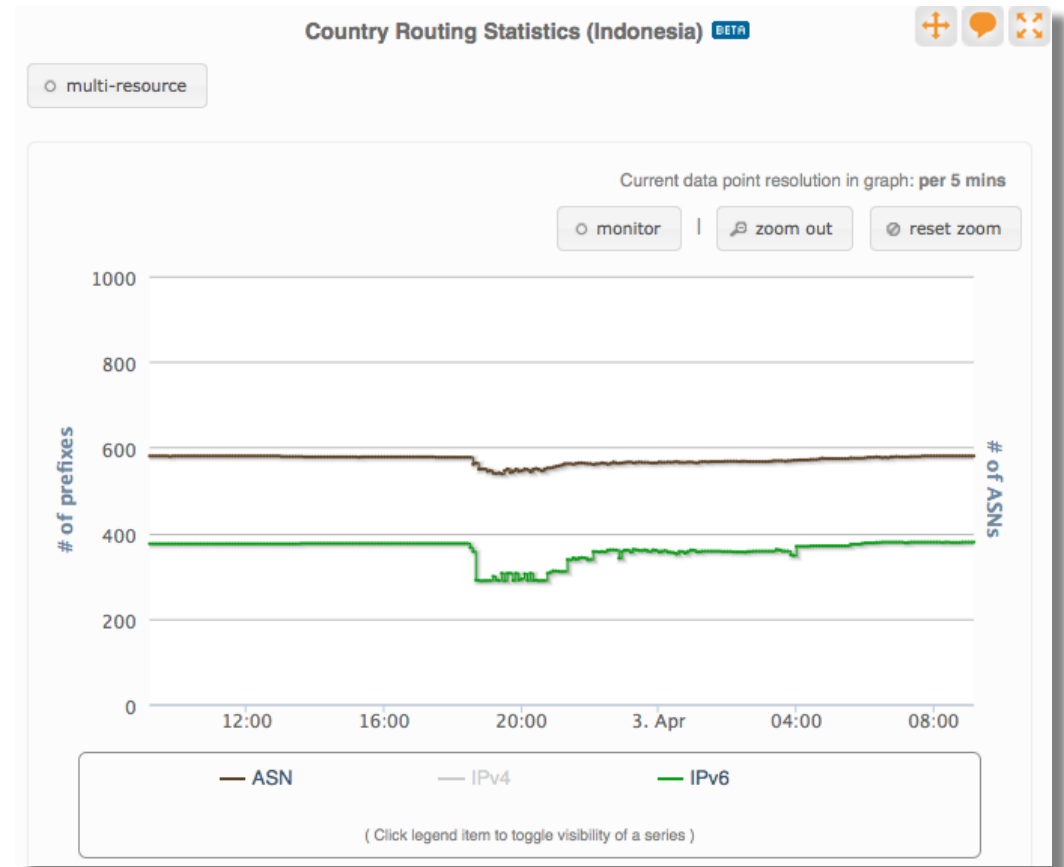 Country Routing Statistics (Indonesia) BETA
multi-resource
Current data point resolution in graph: per 5 mins
monitor | zoom out reset zoom
1000
800
600
400
200
0
# of prefixes
# of ASNs
12:00 16:00 20:00 3. Apr 04:00 08:00
ASN IPv4 IPv6
( Click legend item to toggle visibility of a series )